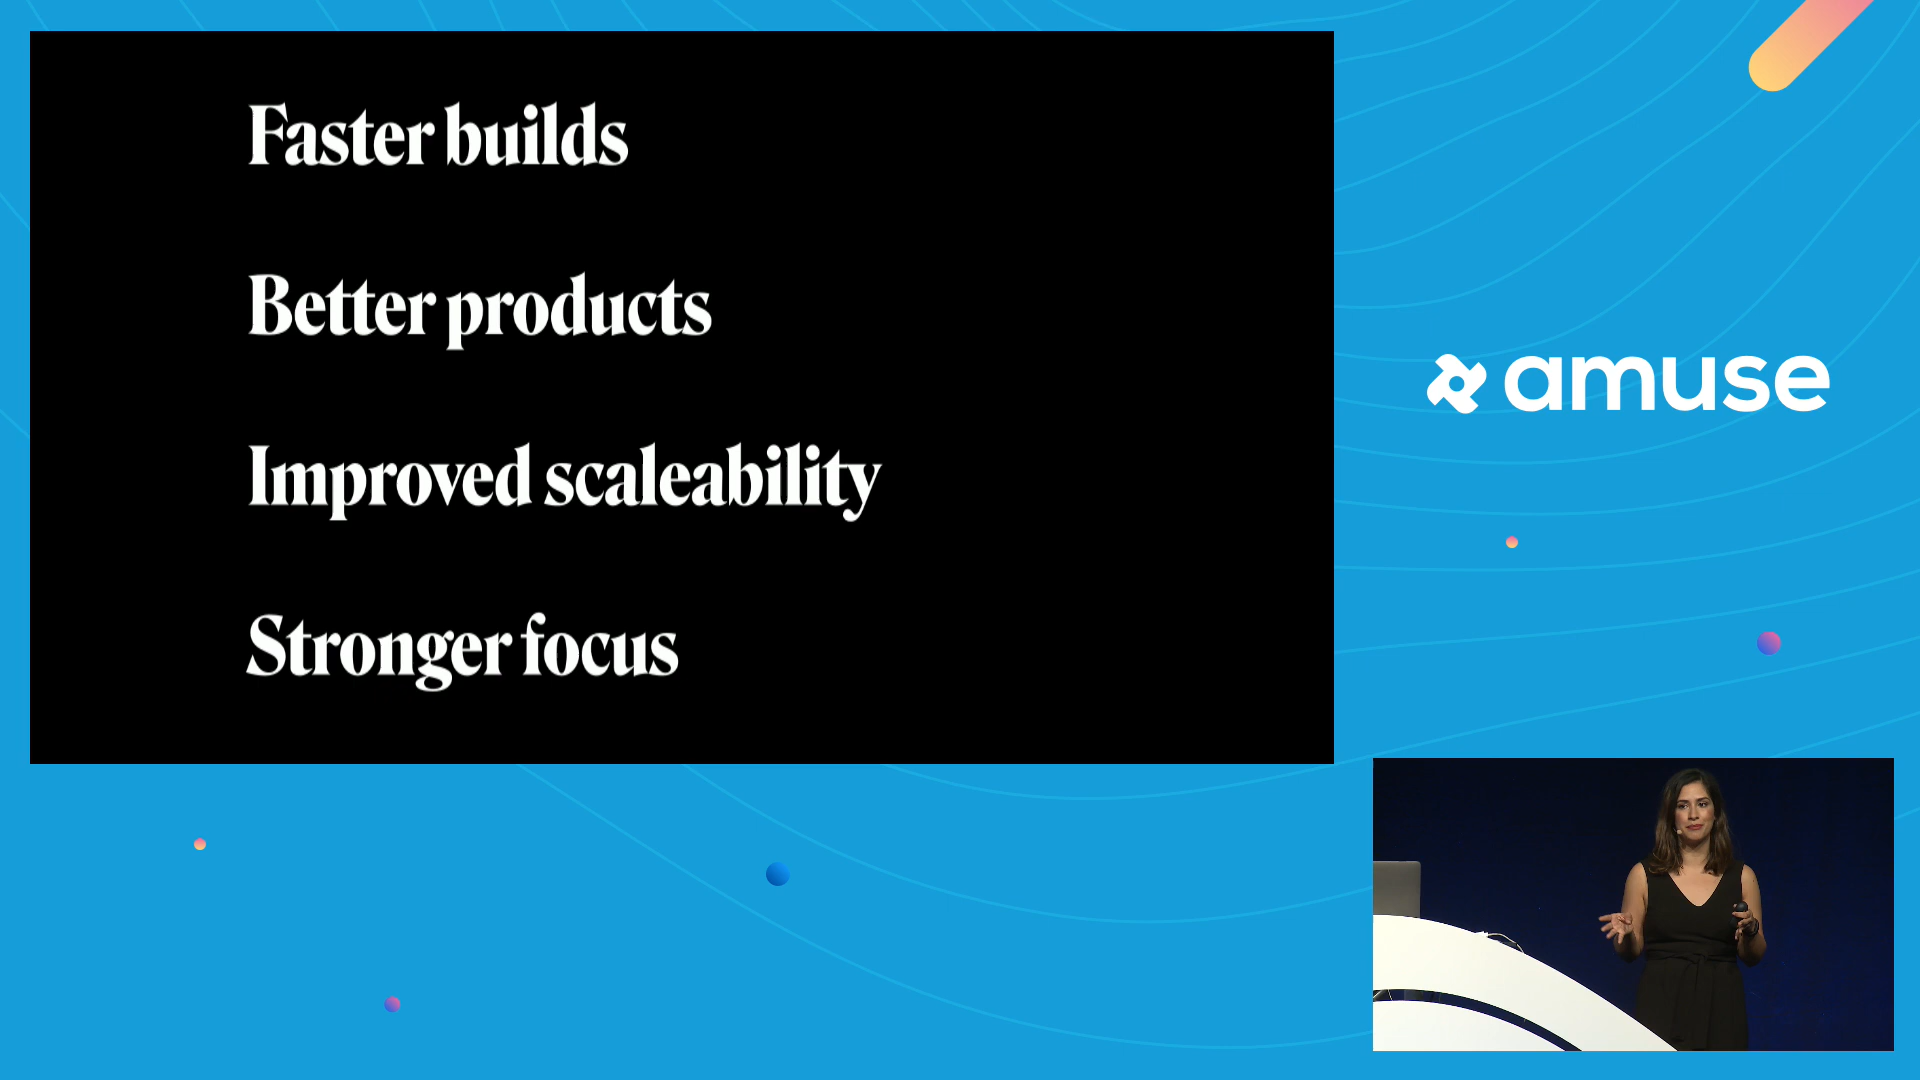 Faster builds
Better products
Improved scaleability
Stronger focus
amuse